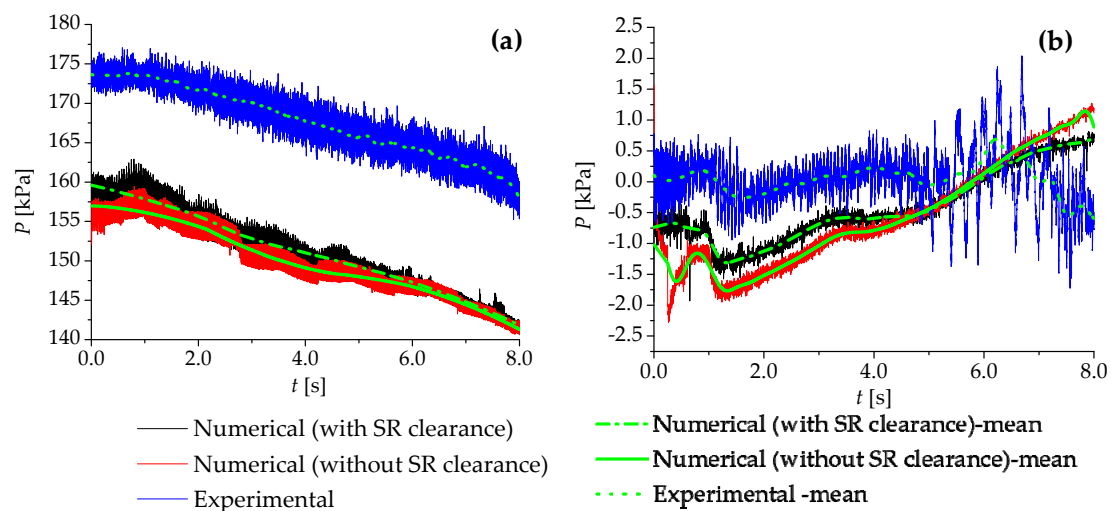 (a)
P [kPa]
180
175
170
165
160
155
150
145
140
0.0 2.0 4.0 6.0 8.0
t [s]
(b)
P [kPa]
2.5
2.0
1.5
1.0
0.5
0.0
-0.5
-1.0
-1.5
-2.0
-2.5
0.0 2.0 4.0 6.0 8.0
t [s]
Numerical (with SR clearance)
Numerical (without SR clearance)
Experimental
Numerical (with SR clearance)-mean
Numerical (without SR clearance)-mean
Experimental -mean